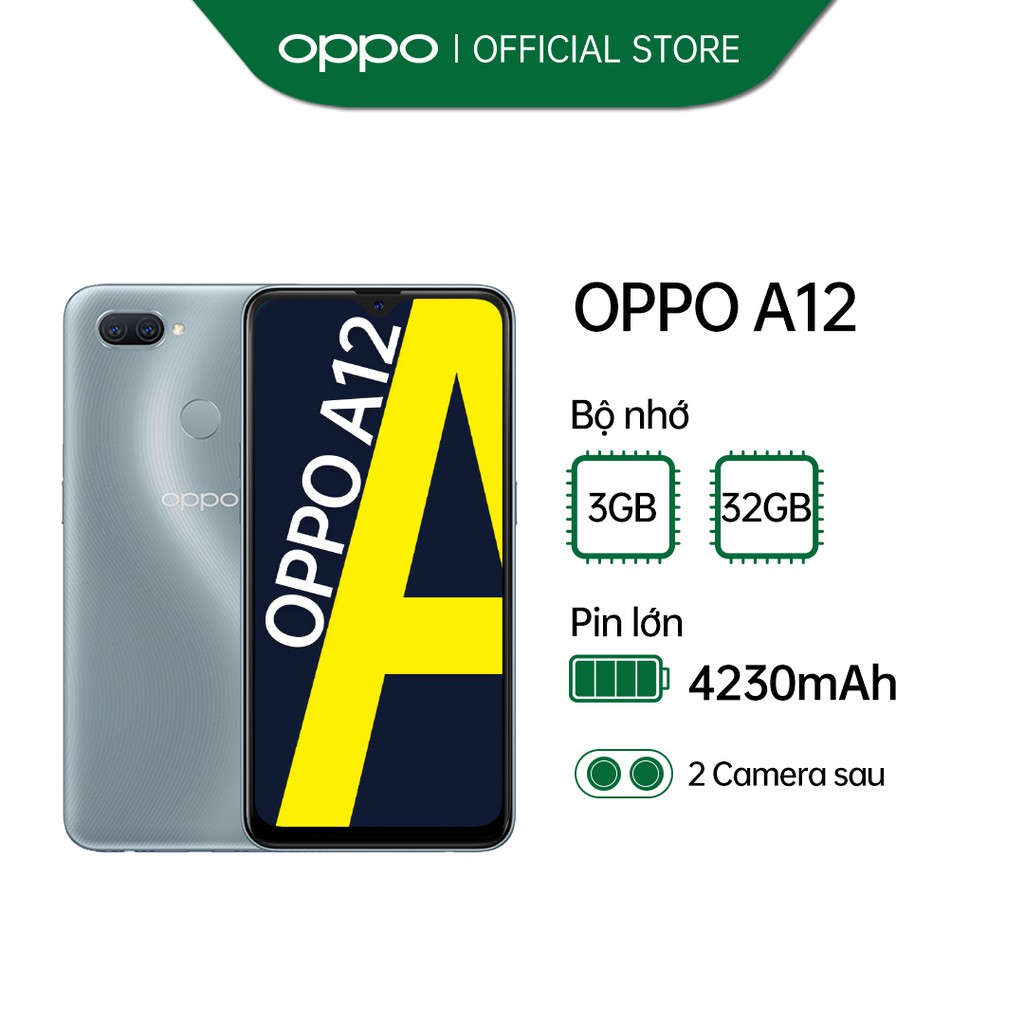 oppo | OFFICIAL STORE
OPPO A12
oppo
OPPO A12
Bộ nhớ
3GB 32GB
Pin lớn
4230mAh
2 Camera sau